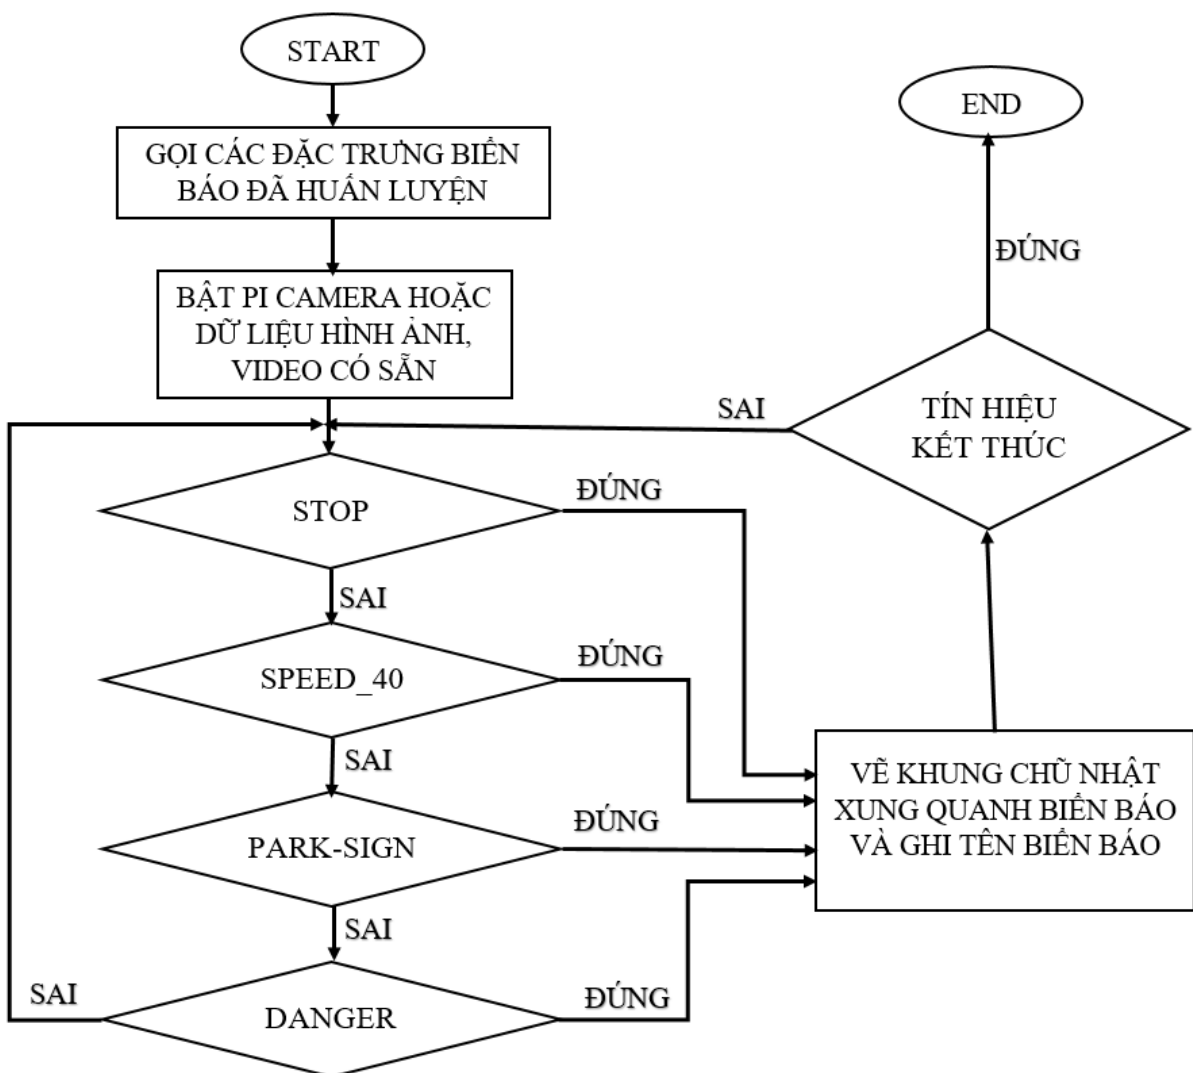 START
GỌI CÁC ĐẶC TRƯNG BIỂN
BÁO ĐÃ HUẤN LUYỆN
BẬT PI CAMERA HOẶC
DỮ LIỆU HÌNH ẢNH,
VIDEO CÓ SẴN
STOP
ĐÚNG
SAI
SPEED_40
ĐÚNG
SAI
PARK-SIGN
ĐÚNG
SAI
DANGER
SAI
ĐÚNG
VẼ KHUNG CHŨ NHẬT
XUNG QUANH BIỂN BÁO
VÀ GHI TÊN BIỂN BÁO
TÍN HIỆU
KẾT THÚC
SAI
ĐÚNG
END